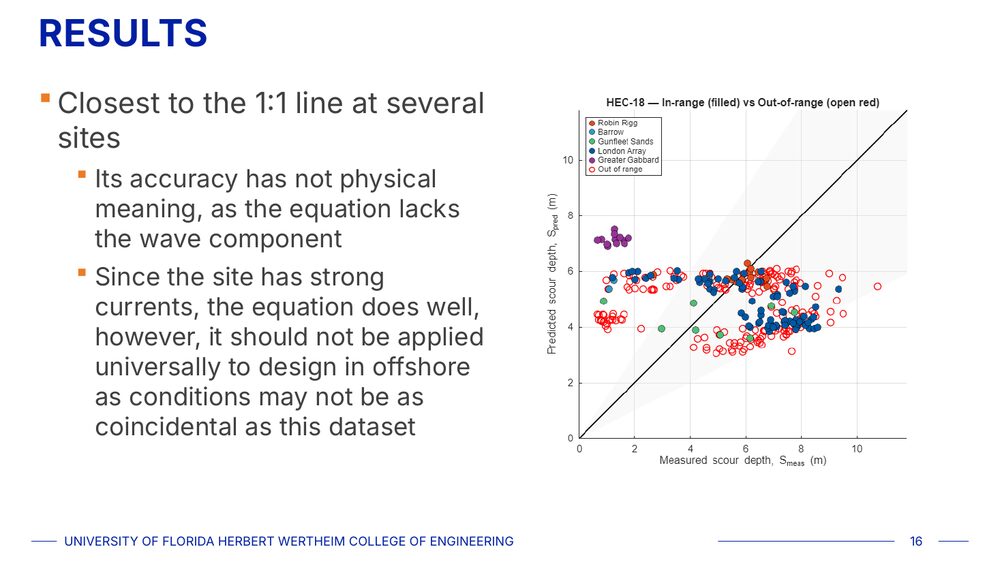 RESULTS
Closest to the 1:1 line at several
sites
Its accuracy has not physical
meaning, as the equation lacks
the wave component
Since the site has strong
currents, the equation does well,
however, it should not be applied
universally to design in offshore
as conditions may not be as
coincidental as this dataset
HEC-18 — In-range (filled) vs Out-of-range (open red)
Robin Rigg
Barrow
Gunfleet Sands
London Array
Greater Gabbard
Out of range
Predicted scour depth, Spred (m)
10
8
6
4
2
0
0 2 4 6 8 10
Measured scour depth, Smeas (m)
UNIVERSITY OF FLORIDA HERBERT WERTHEIM COLLEGE OF ENGINEERING
16